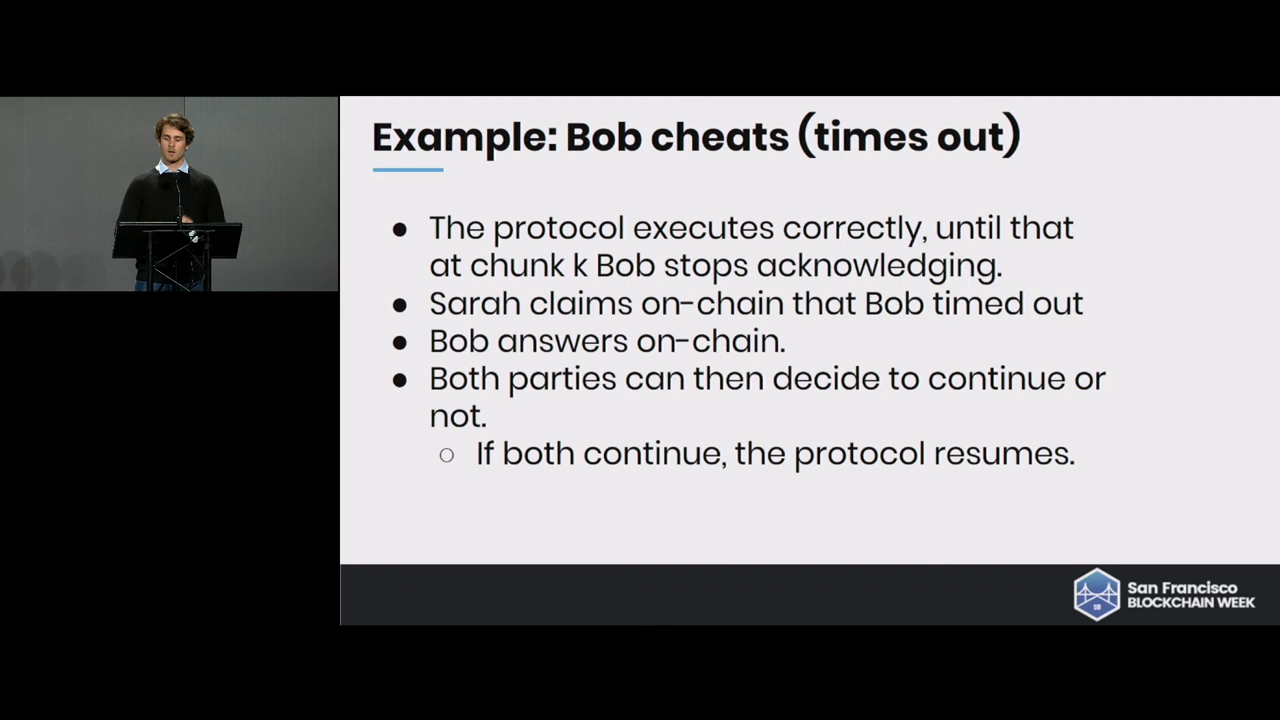 Example: Bob cheats (times out)
● The protocol executes correctly, until that
at chunk k Bob stops acknowledging.
● Sarah claims on-chain that Bob timed out
● Bob answers on-chain.
● Both parties can then decide to continue or
not.
○ If both continue, the protocol resumes.
18
San Francisco
BLOCKCHAIN WEEK